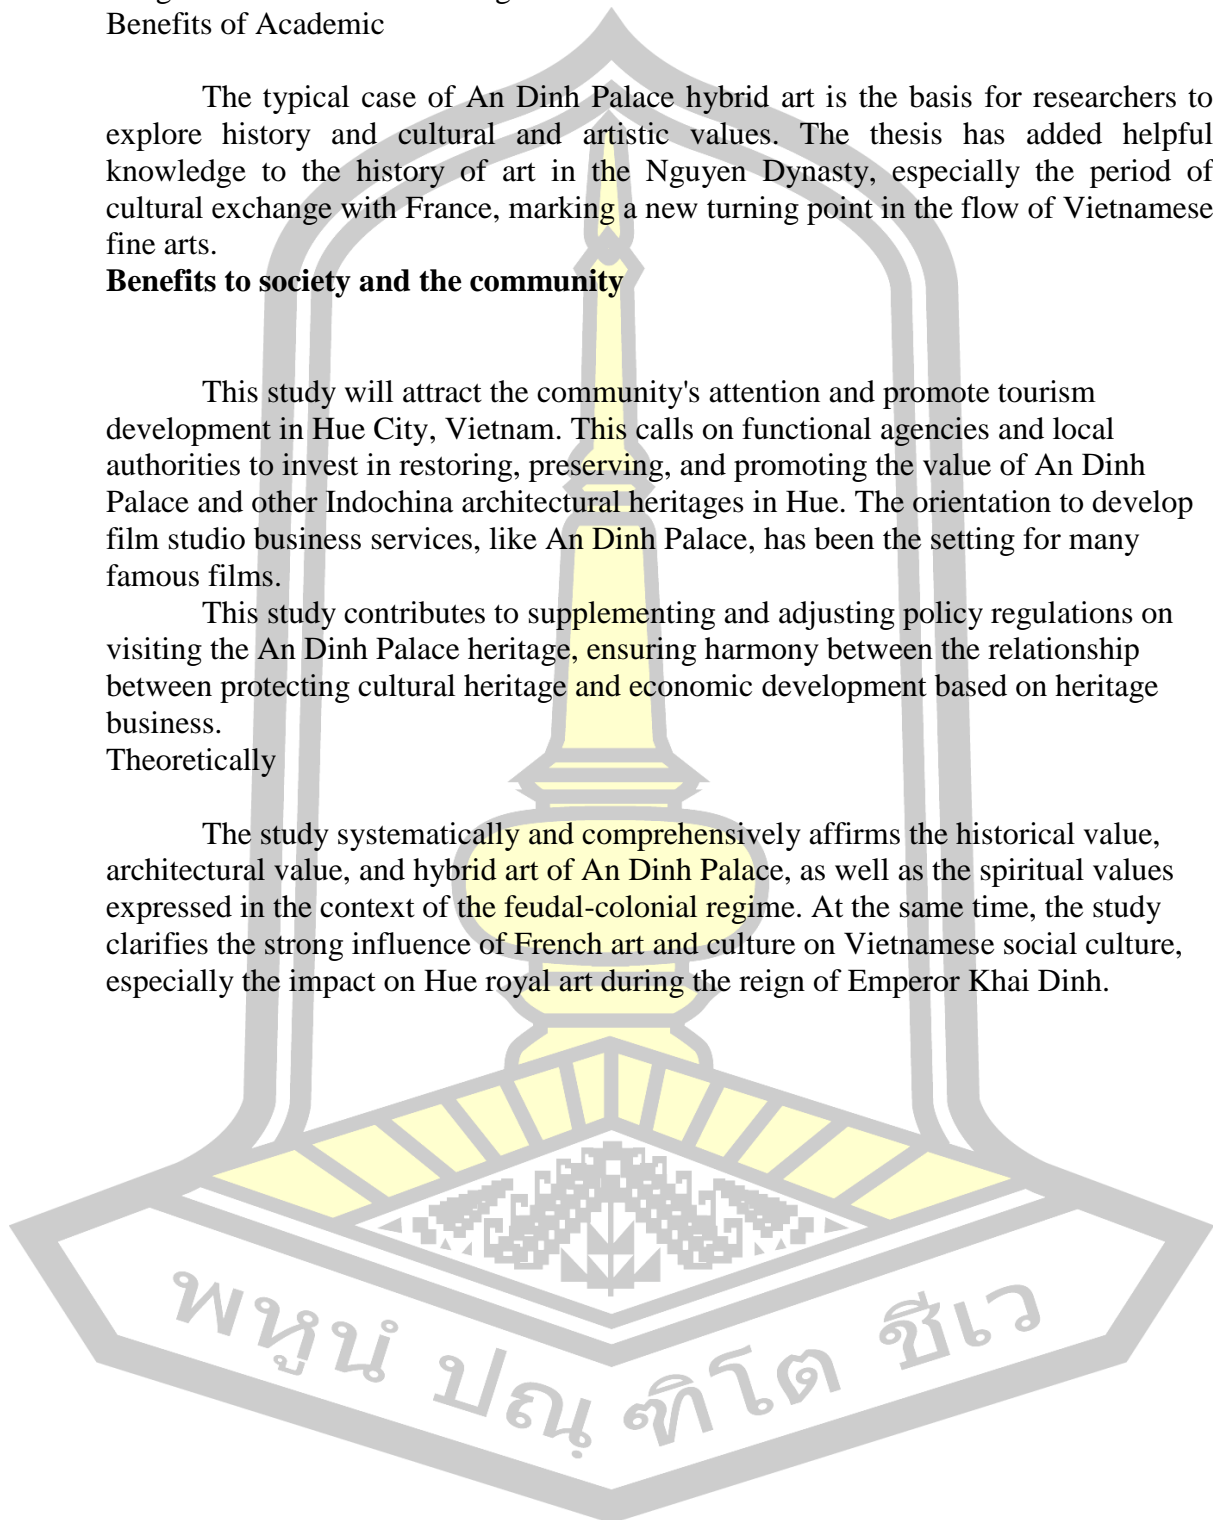 Benefits of Academic
The typical case of An Dinh Palace hybrid art is the basis for researchers to
explore history and cultural and artistic values. The thesis has added helpful
knowledge to the history of art in the Nguyen Dynasty, especially the period of
cultural exchange with France, marking a new turning point in the flow of Vietnamese
fine arts.
Benefits to society and the community
This study will attract the community's attention and promote tourism
development in Hue City, Vietnam. This calls on functional agencies and local
authorities to invest in restoring, preserving, and promoting the value of An Dinh
Palace and other Indochina architectural heritages in Hue. The orientation to develop
film studio business services, like An Dinh Palace, has been the setting for many
famous films.
This study contributes to supplementing and adjusting policy regulations on
visiting the An Dinh Palace heritage, ensuring harmony between the relationship
between protecting cultural heritage and economic development based on heritage
business.
Theoretically
The study systematically and comprehensively affirms the historical value,
architectural value, and hybrid art of An Dinh Palace, as well as the spiritual values
expressed in the context of the feudal-colonial regime. At the same time, the study
clarifies the strong influence of French art and culture on Vietnamese social culture,
especially the impact on Hue royal art during the reign of Emperor Khai Dinh.
พหูนํ ปณฺฑิโต ชีเว